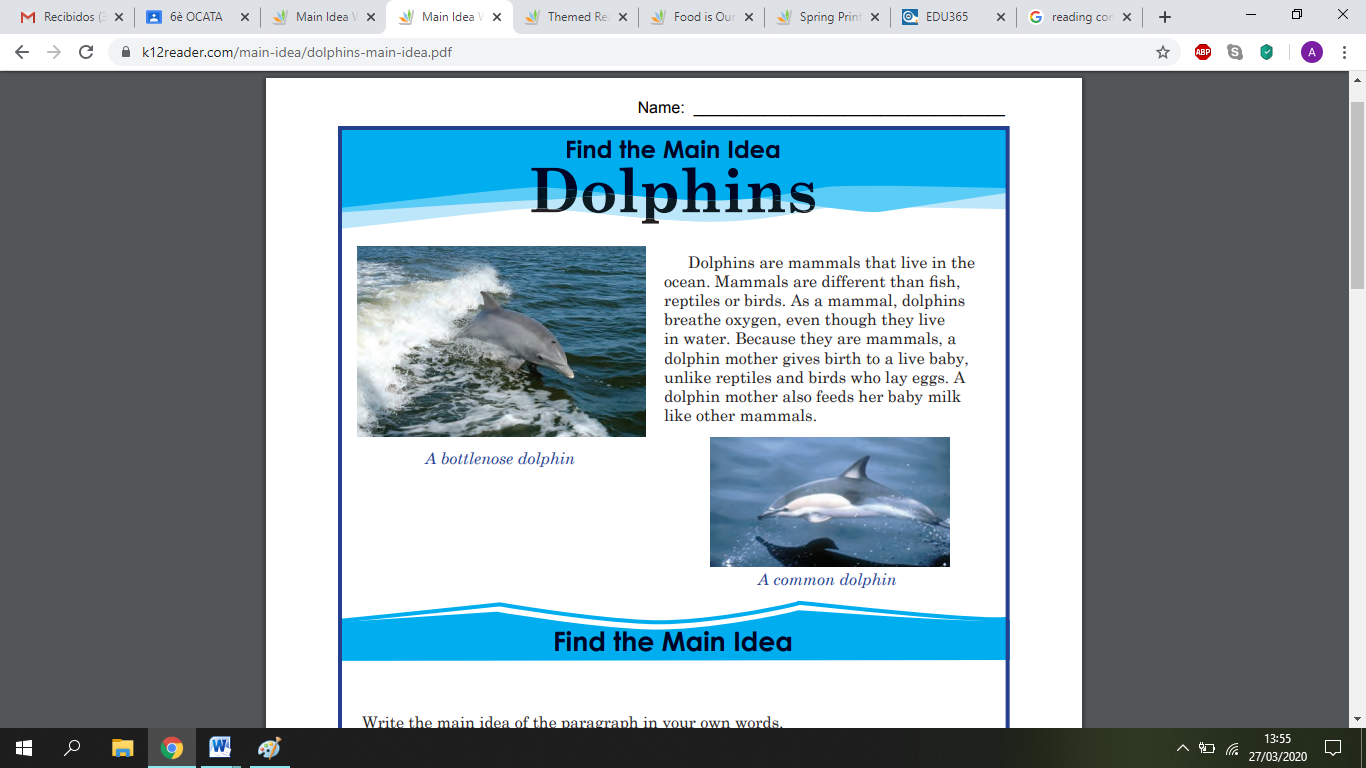 Recibidos (3
6è OCATA
Main Idea W
Main Idea W
Themed Re
Food is Our
Spring Print
EDU365
reading con
k12reader.com/main-idea/dolphins-main-idea.pdf
ABP
A
Name:
Find the Main Idea
Dolphins
Dolphins are mammals that live in the
ocean. Mammals are different than fish,
reptiles or birds. As a mammal, dolphins
breathe oxygen, even though they live
in water. Because they are mammals, a
dolphin mother gives birth to a live baby,
unlike reptiles and birds who lay eggs. A
dolphin mother also feeds her baby milk
like other mammals.
A bottlenose dolphin
A common dolphin
Find the Main Idea
Write the main idea of the paragraph in your own words.
13:55
27/03/2020